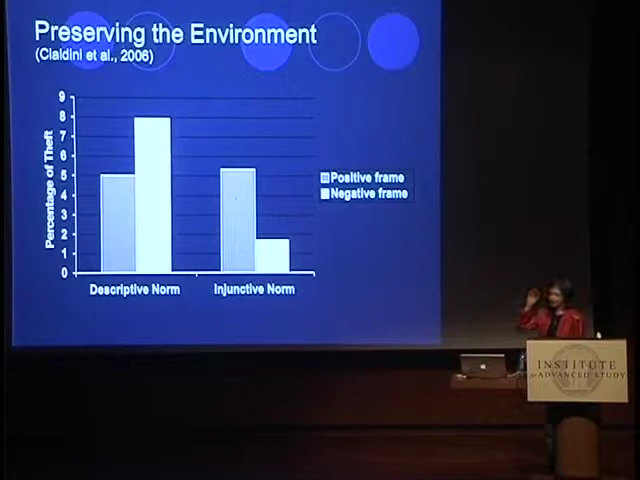 Preserving the Environment
(Cialdini et al., 2006)
9
8
7
6
5
4
3
2
1
0
Percentage of Theft
Descriptive Norm
Injunctive Norm
Positive frame
Negative frame
INSTITUTE
for ADVANCED STUDY